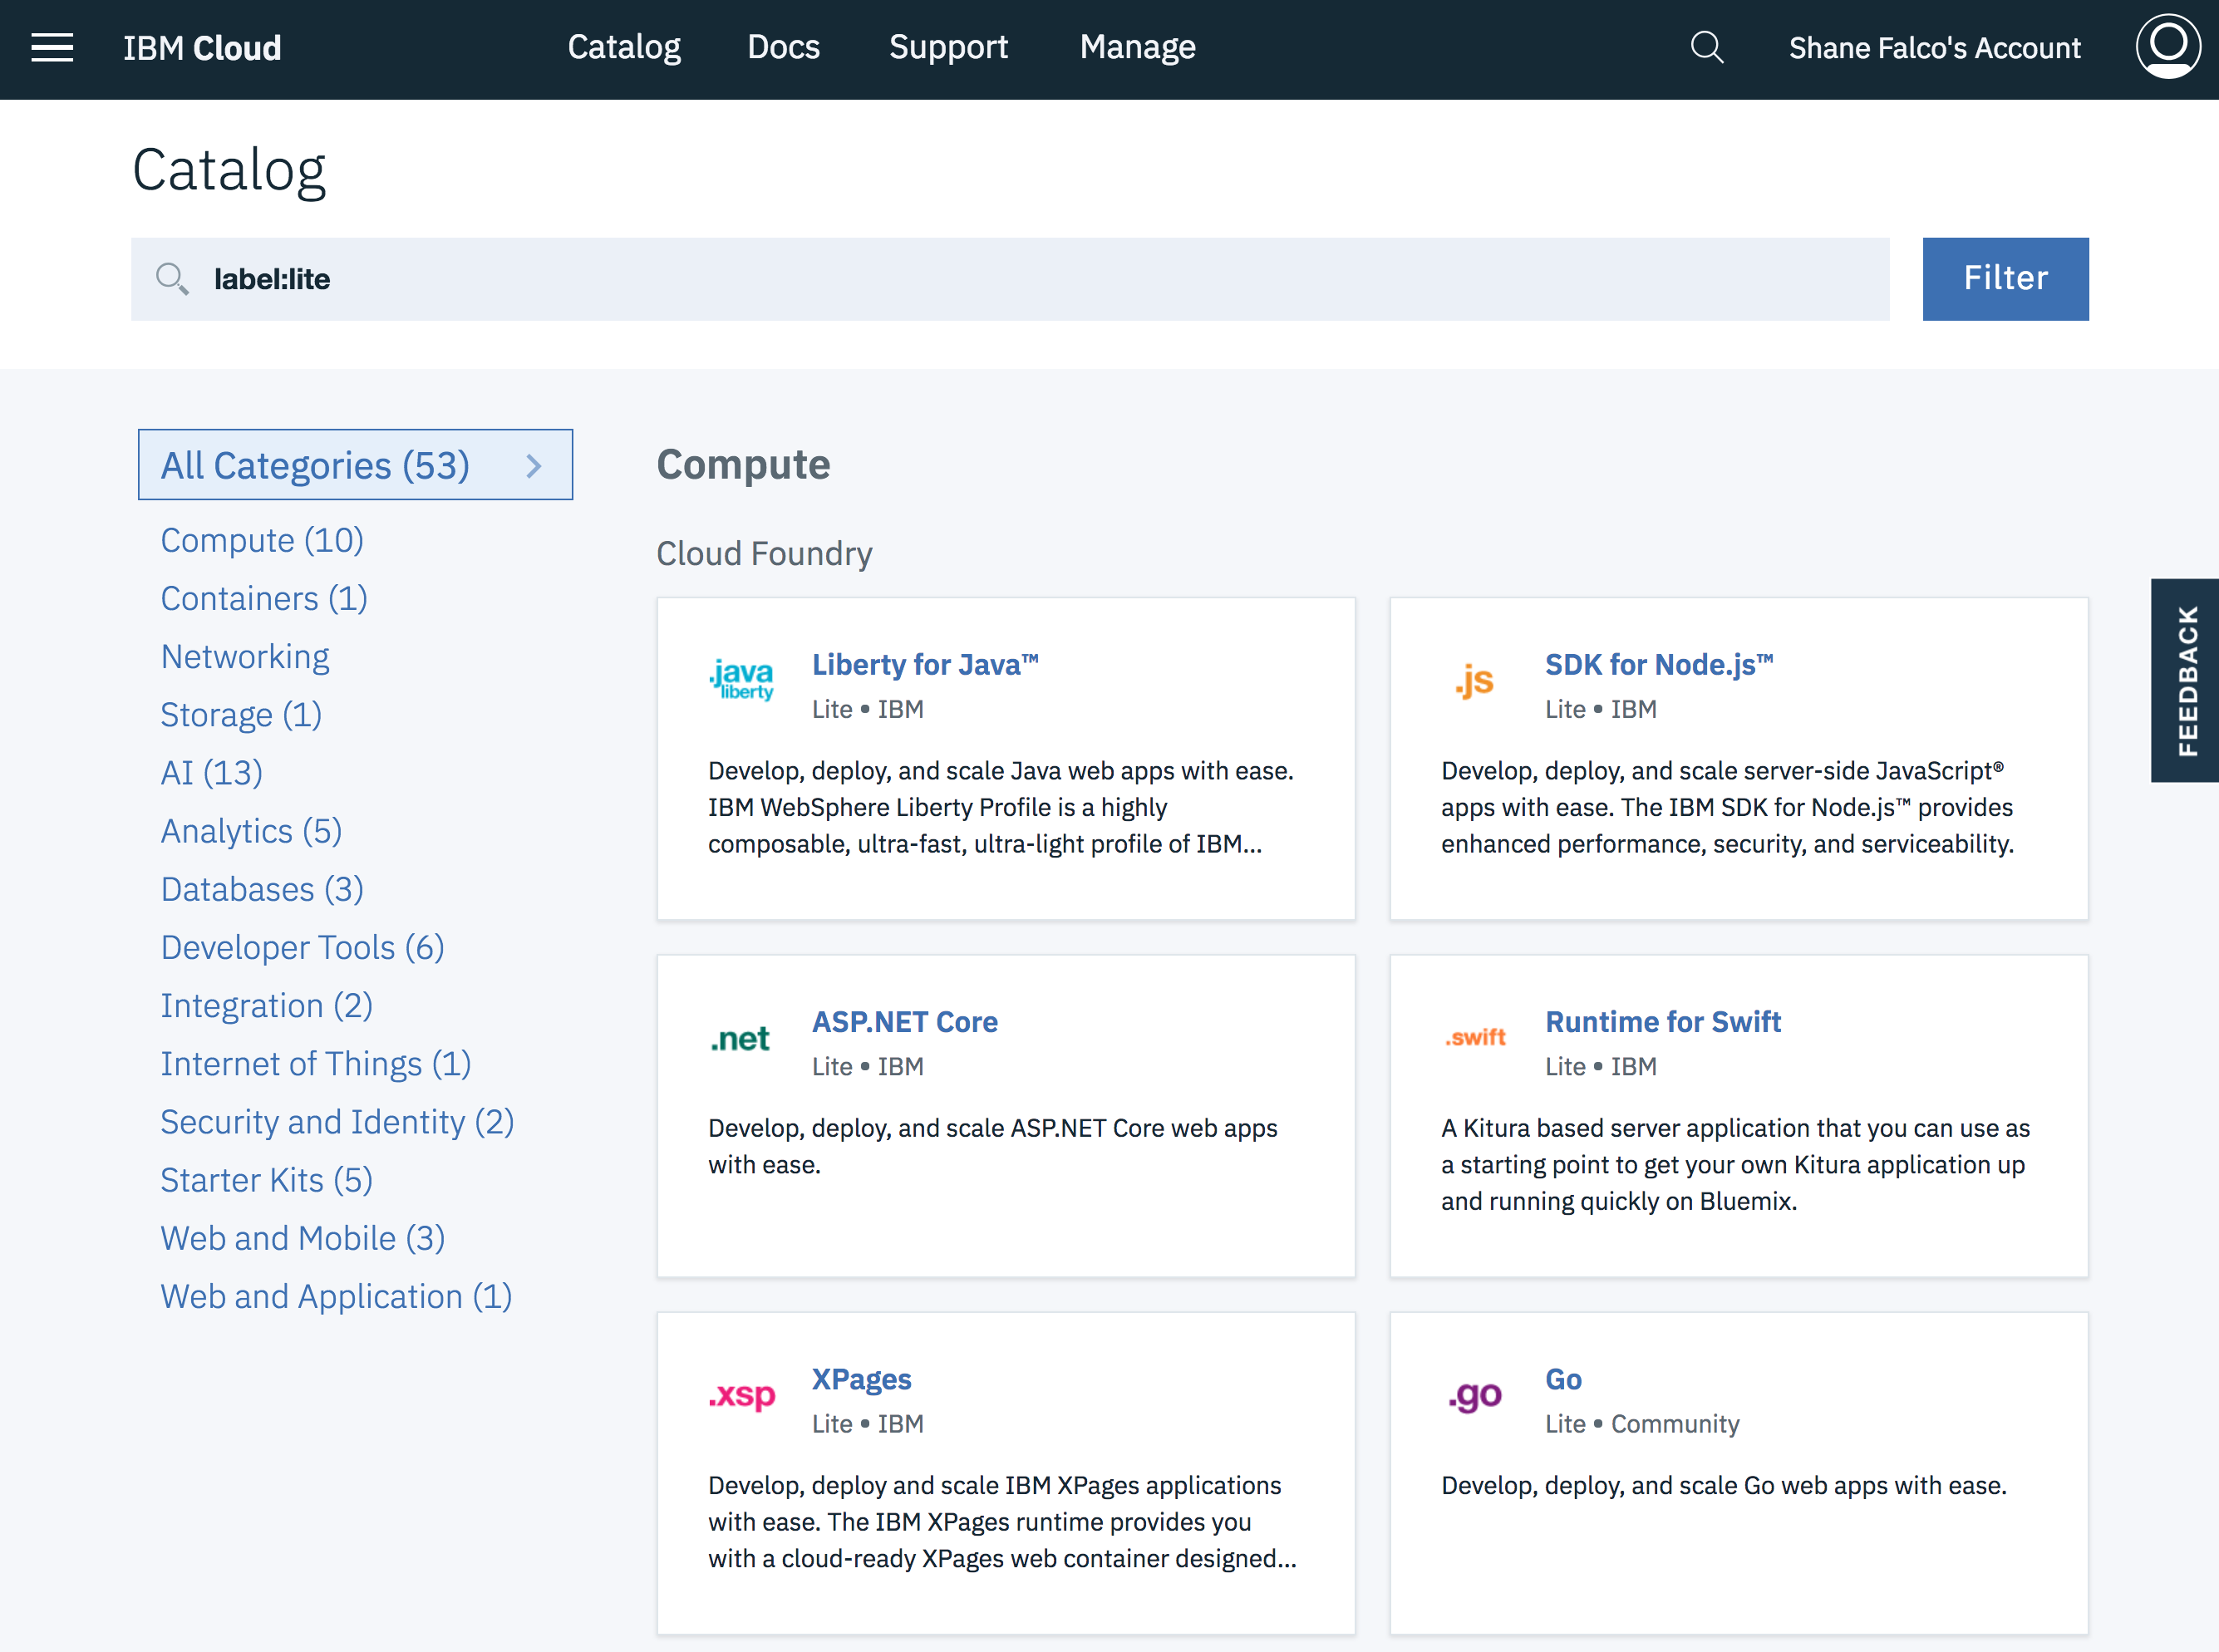 IBM Cloud
Catalog
Docs
Support
Manage
Shane Falco's Account
Catalog
label:lite
Filter
All Categories (53)
Compute (10)
Containers (1)
Networking
Storage (1)
AI (13)
Analytics (5)
Databases (3)
Developer Tools (6)
Integration (2)
Internet of Things (1)
Security and Identity (2)
Starter Kits (5)
Web and Mobile (3)
Web and Application (1)
Compute
Cloud Foundry
.java
liberty
Liberty for Java™
Lite • IBM
Develop, deploy, and scale Java web apps with ease.
IBM WebSphere Liberty Profile is a highly
composable, ultra-fast, ultra-light profile of IBM...
.js
SDK for Node.js™
Lite • IBM
Develop, deploy, and scale server-side JavaScript®
apps with ease. The IBM SDK for Node.js™ provides
enhanced performance, security, and serviceability.
.net
ASP.NET Core
Lite • IBM
Develop, deploy, and scale ASP.NET Core web apps
with ease.
.swift
Runtime for Swift
Lite • IBM
A Kitura based server application that you can use as
a starting point to get your own Kitura application up
and running quickly on Bluemix.
.xsp
XPages
Lite • IBM
Develop, deploy and scale IBM XPages applications
with ease. The IBM XPages runtime provides you
with a cloud-ready XPages web container designed...
.go
Go
Lite • Community
Develop, deploy, and scale Go web apps with ease.
FEEDBACK